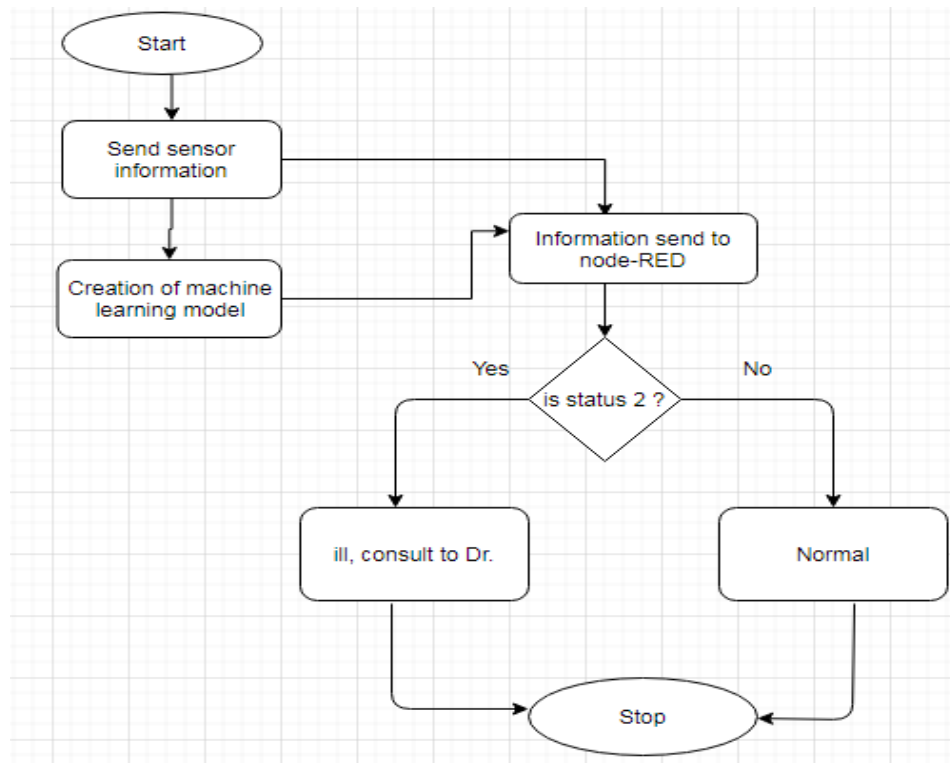 Start
Send sensor
information
Information send to
node-RED
Creation of machine
learning model
Yes
No
is status 2 ?
ill, consult to Dr.
Normal
Stop